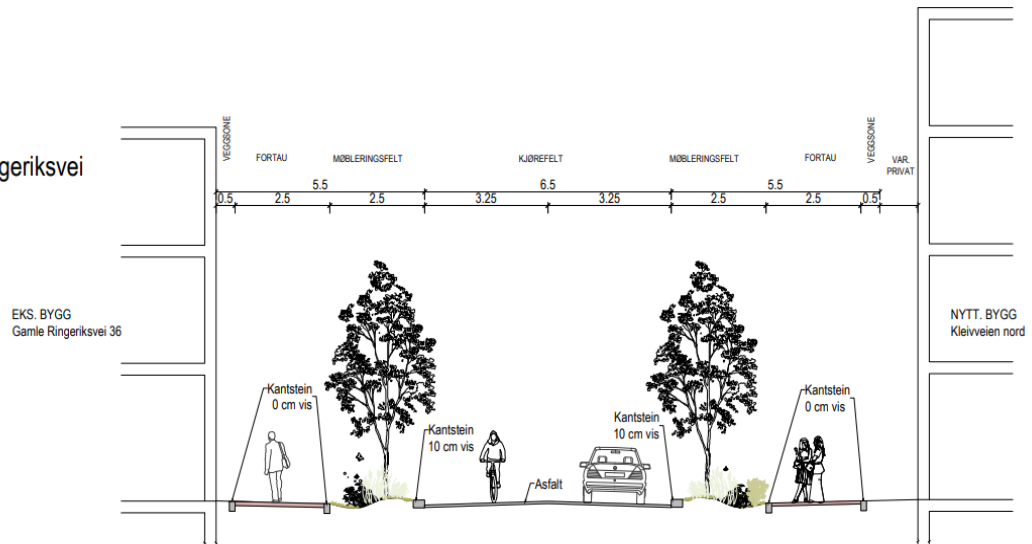 geriksvei
VEGGSONE
FORTAU
MØBLERINGSFELT
KJØREFELT
MØBLERINGSFELT
FORTAU
VEGGSONE
VAR.
PRIVAT
5.5
6.5
5.5
0.5
2.5
2.5
3.25
3.25
2.5
2.5
0.5
EKS. BYGG
Gamle Ringeriksvei 36
NYTT. BYGG
Kleivveien nord
Kantstein
0 cm vis
Kantstein
10 cm vis
Kantstein
10 cm vis
Kantstein
0 cm vis
Asfalt